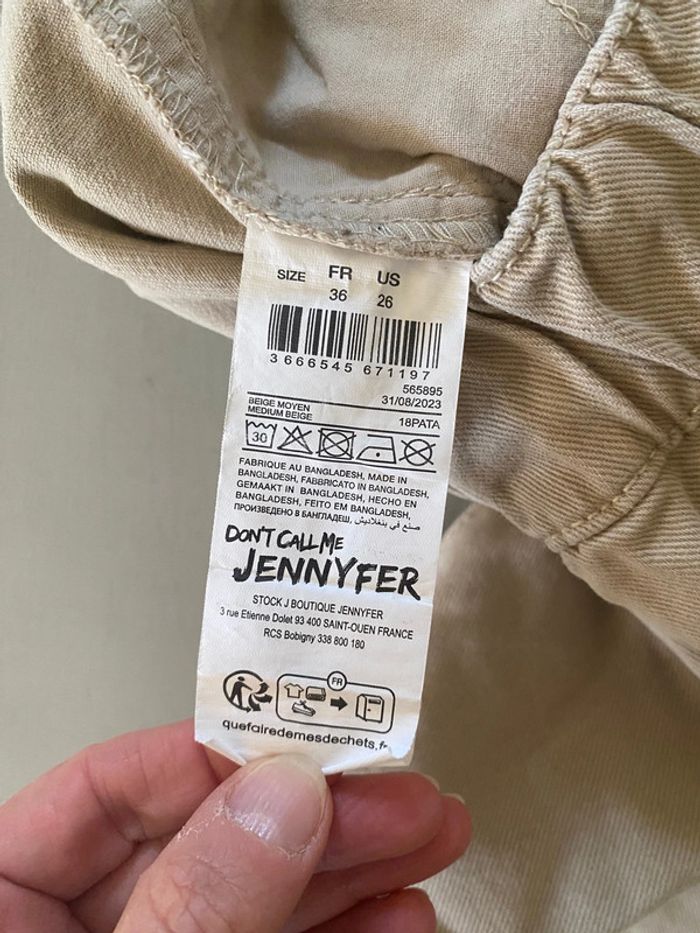 SIZE FR US
36 26
3 666545 671197
565895
31/08/2023
BEIGE MOYEN
MEDIUM BEIGE
18PATA
30
FABRIQUE AU BANGLADESH, MADE IN
BANGLADESH, FABBRICATO IN BANGLADESH,
GEMAAKT IN BANGLADESH, HECHO EN
BANGLADESH, FEITO EM BANGLADESH,
ПРОИЗВЕДЕНО В БАНГЛАДЕШ, صنع في بنغلاديش
DON'T CALL ME
JENNYFER
STOCK J BOUTIQUE JENNYFER
3 rue Etienne Dolet 93 400 SAINT-OUEN FRANCE
RCS Bobigny 338 800 180
FR
quefairedemesdechets.fr